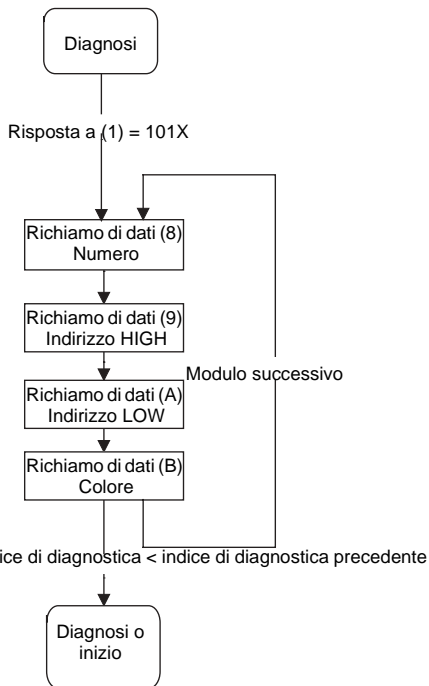 Diagnosi
Risposta a (1) = 101X
Richiamo di dati (8)
Numero
Richiamo di dati (9)
Indirizzo HIGH
Modulo successivo
Richiamo di dati (A)
Indirizzo LOW
Richiamo di dati (B)
Colore
di diagnostica < indice di diagnostica precedente
Diagnosi o
inizio